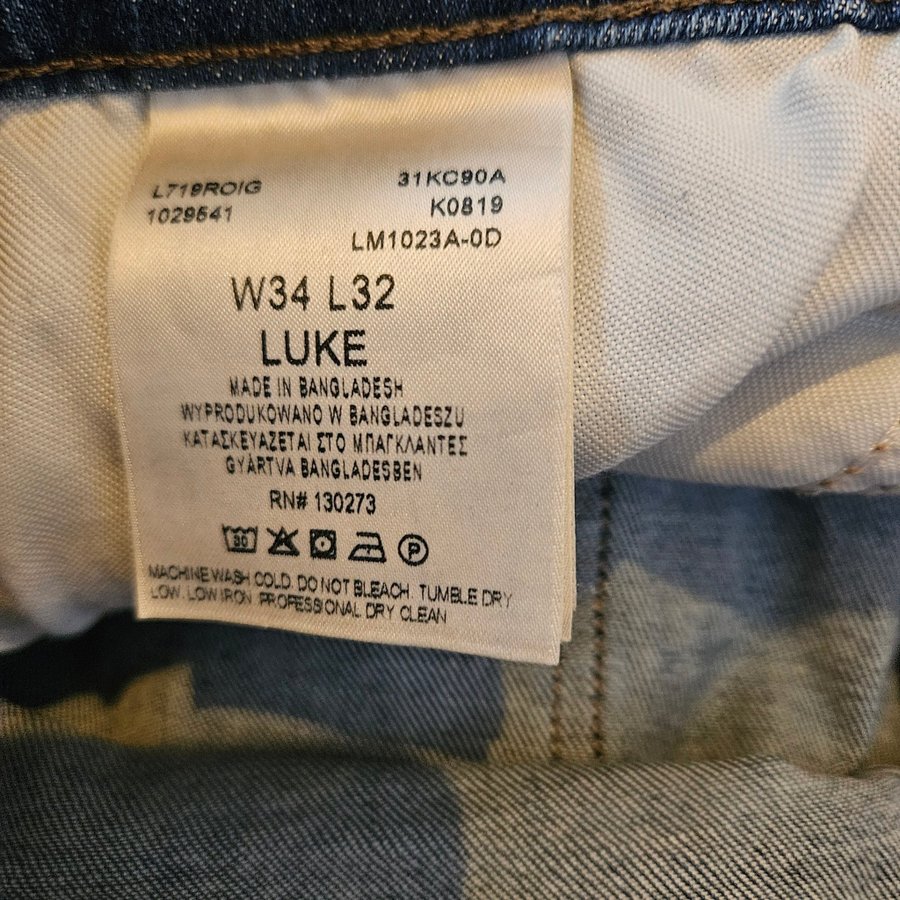 L719ROIG 31KC90A
1029541 K0819
LM1023A-0D
W34 L32
LUKE
MADE IN BANGLADESH
WYPRODUKOWANO W BANGLADESZU
ΚΑΤΑΣΚΕΥΑΖΕΤΑΙ ΣΤΟ ΜΠΑΓΚΛΑΝΤΕΣ
GYÀRTVA BANGLADESBEN
RN# 130273
30 P
MACHINE WASH COLD. DO NOT BLEACH. TUMBLE DRY
LOW. LOW IRON. PROFESSIONAL DRY CLEAN